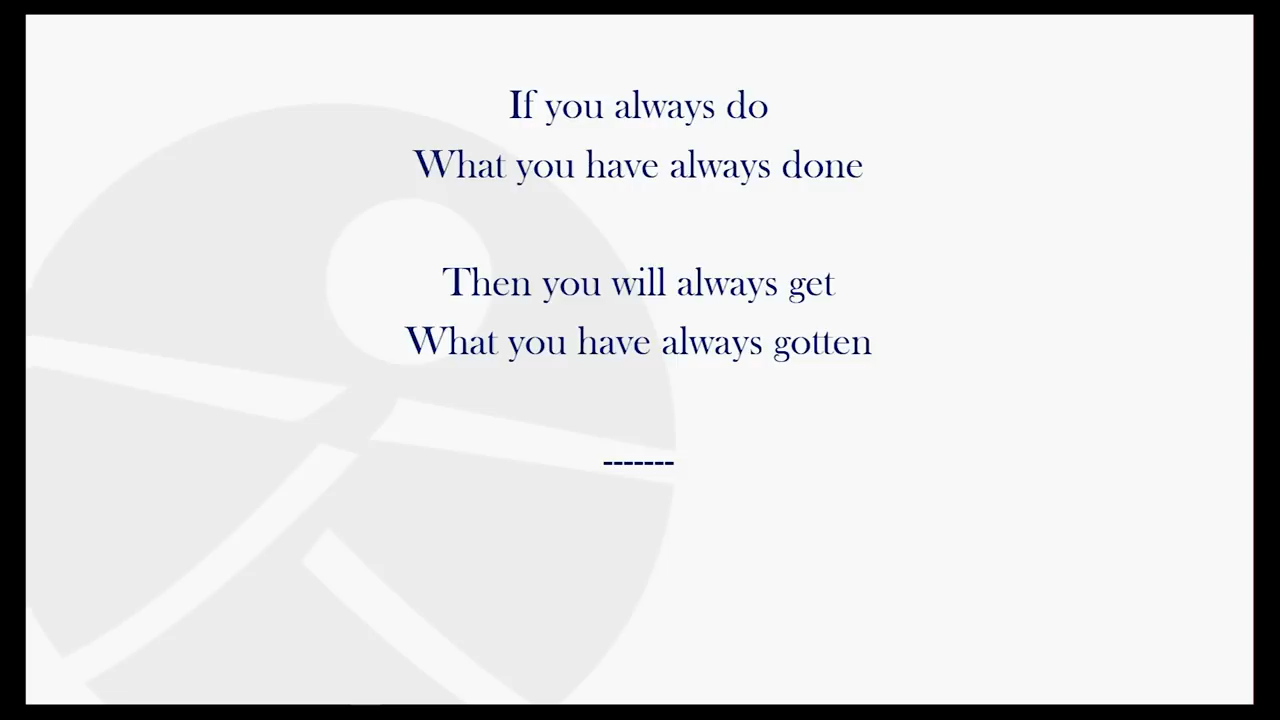 If you always do
What you have always done
Then you will always get
What you have always gotten
-------